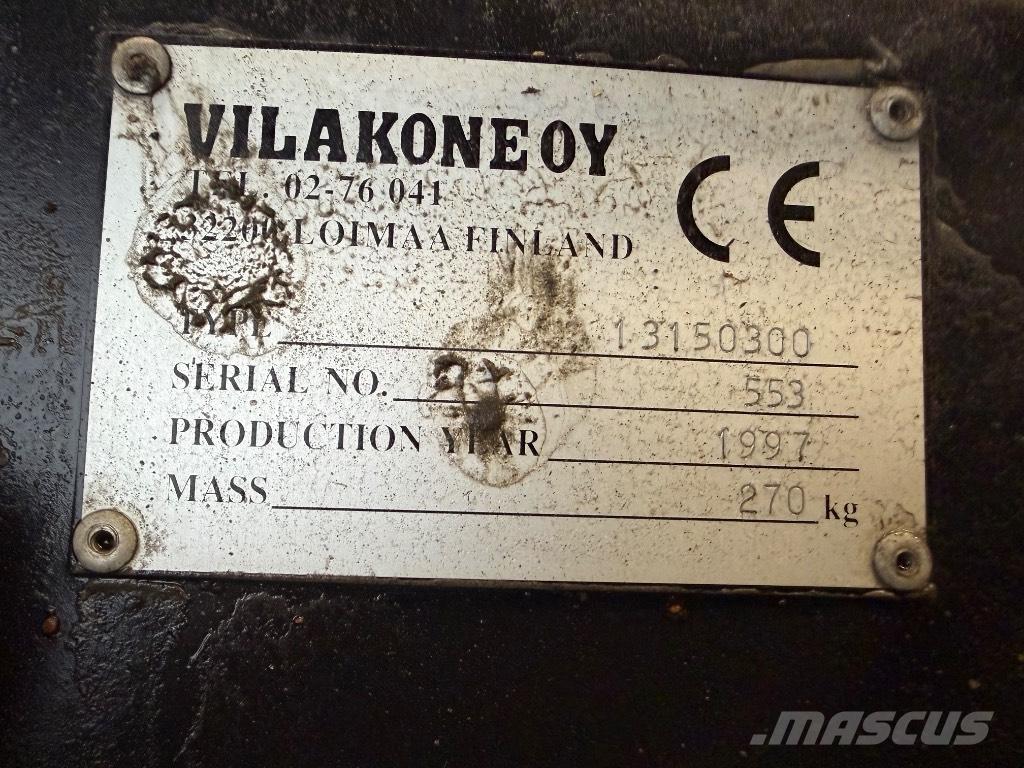 VILAKONE OY
TEL. 02-76 041
32200 LOIMAA FINLAND
CE
TYPE 13150300
SERIAL NO. 553
PRODUCTION YEAR 1997
MASS 270 kg
.MASCUS